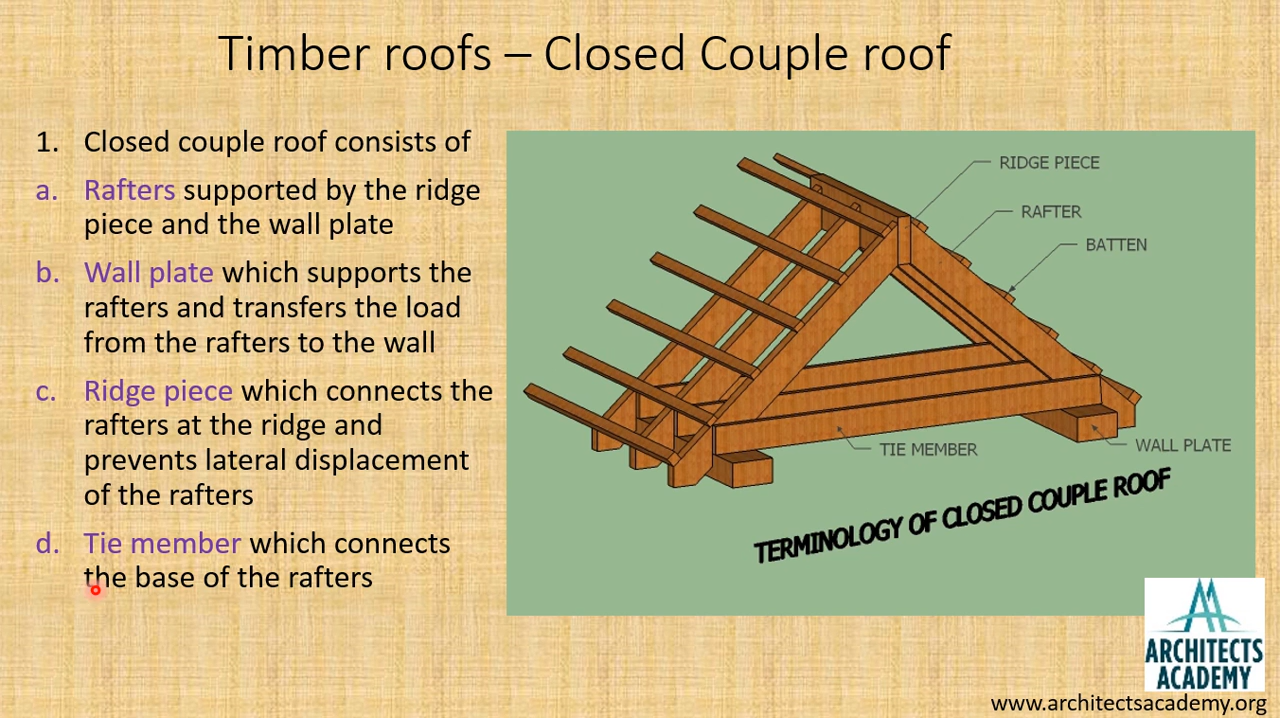 Timber roofs – Closed Couple roof
1. Closed couple roof consists of
a. Rafters supported by the ridge
piece and the wall plate
b. Wall plate which supports the
rafters and transfers the load
from the rafters to the wall
c. Ridge piece which connects the
rafters at the ridge and
prevents lateral displacement
of the rafters
d. Tie member which connects
the base of the rafters
RIDGE PIECE
RAFTER
BATTEN
TIE MEMBER
WALL PLATE
TERMINOLOGY OF CLOSED COUPLE ROOF
ARCHITECTS
ACADEMY
www.architectsacademy.org